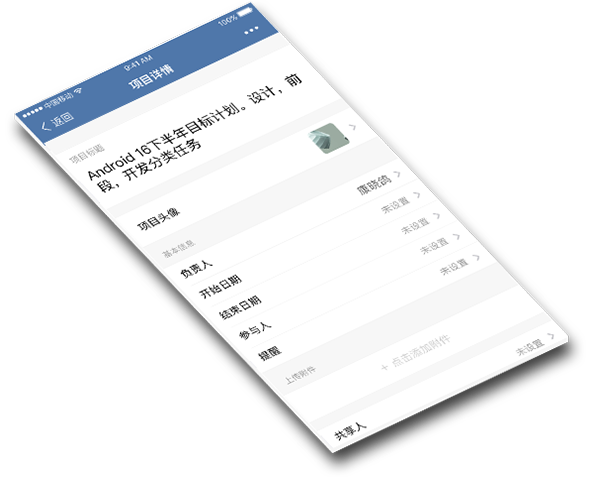 中国移动 9:41 AM 100%
返回 项目详情
项目标题
Android 16下半年目标计划。设计，前
段，开发分类任务
项目头像
基本信息
负责人 康晓鸽
开始日期 未设置
结束日期 未设置
参与人 未设置
提醒 未设置
上传附件
+ 点击添加附件
共享人 未设置